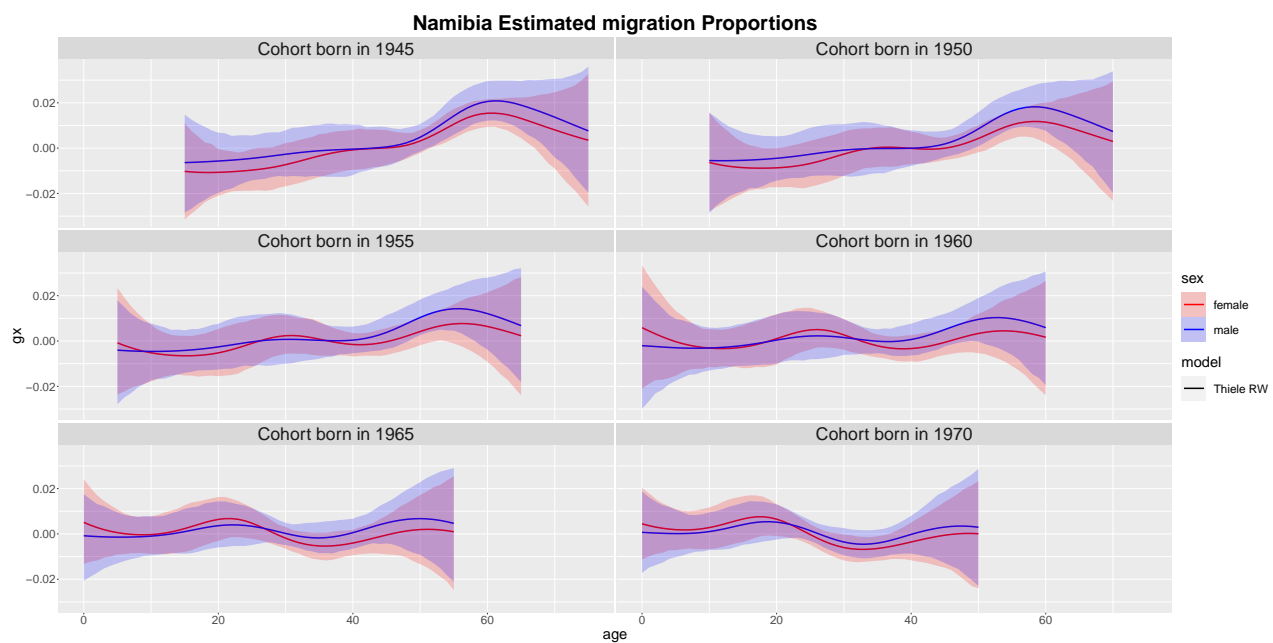 Namibia Estimated migration Proportions
Cohort born in 1945
Cohort born in 1950
0.02
0.00
−0.02
Cohort born in 1955
Cohort born in 1960
0.02
0.00
−0.02
Cohort born in 1965
Cohort born in 1970
0.02
0.00
−0.02
0 20 40 60
0 20 40 60
age
gx
sex
female
male
model
Thiele RW